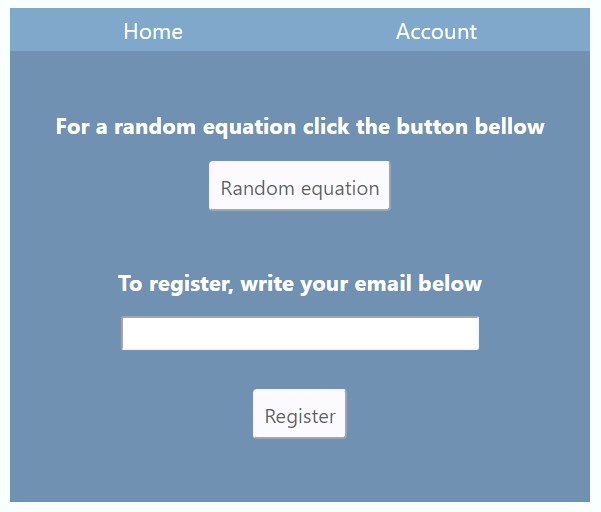 Home Account
For a random equation click the button bellow
Random equation
To register, write your email below
Register